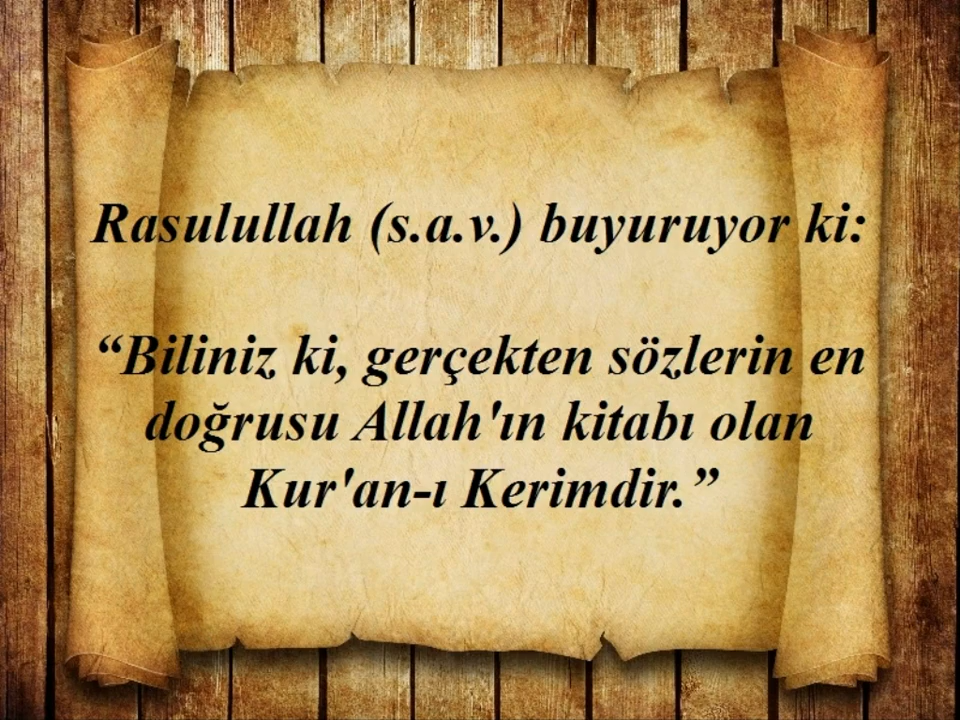 Rasulullah (s.a.v.) buyuruyor ki:
“Biliniz ki, gerçekten sözlerin en
doğrusu Allah'ın kitabı olan
Kur'an-ı Kerimdir.”